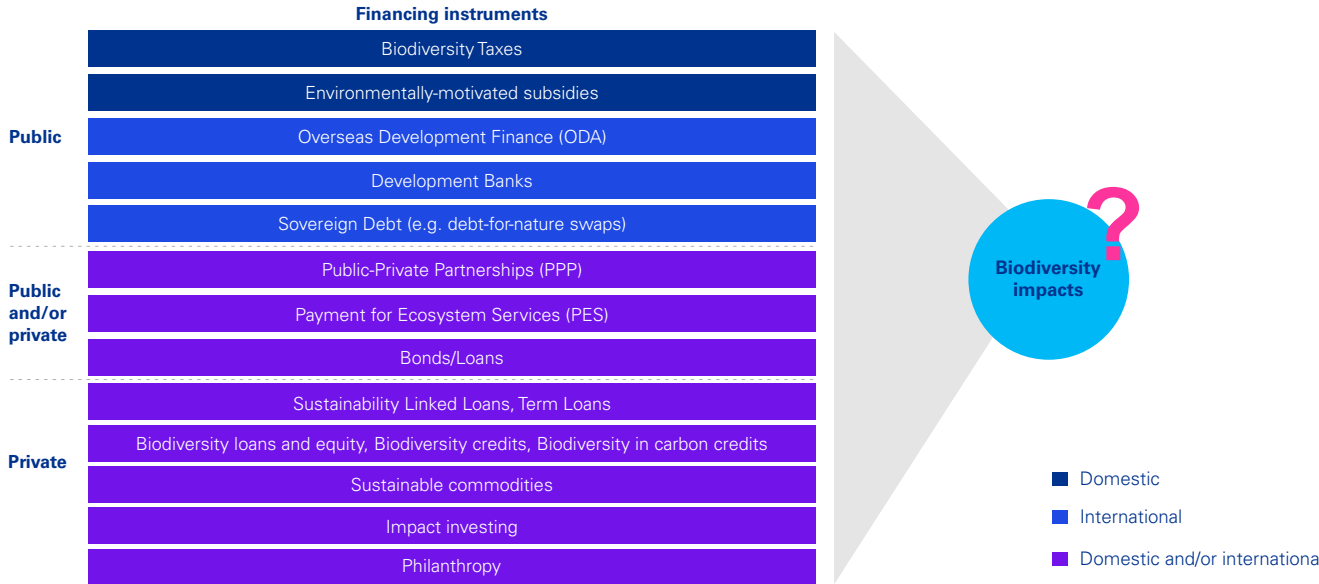 Financing instruments
Biodiversity Taxes
Environmentally-motivated subsidies
Public
Overseas Development Finance (ODA)
Development Banks
Sovereign Debt (e.g. debt-for-nature swaps)
Public-Private Partnerships (PPP)
Public
and/or
private
Payment for Ecosystem Services (PES)
Bonds/Loans
Sustainability Linked Loans, Term Loans
Biodiversity loans and equity, Biodiversity credits, Biodiversity in carbon credits
Private
Sustainable commodities
Impact investing
Philanthropy
?
Biodiversity
impacts
Domestic
International
Domestic and/or internationa